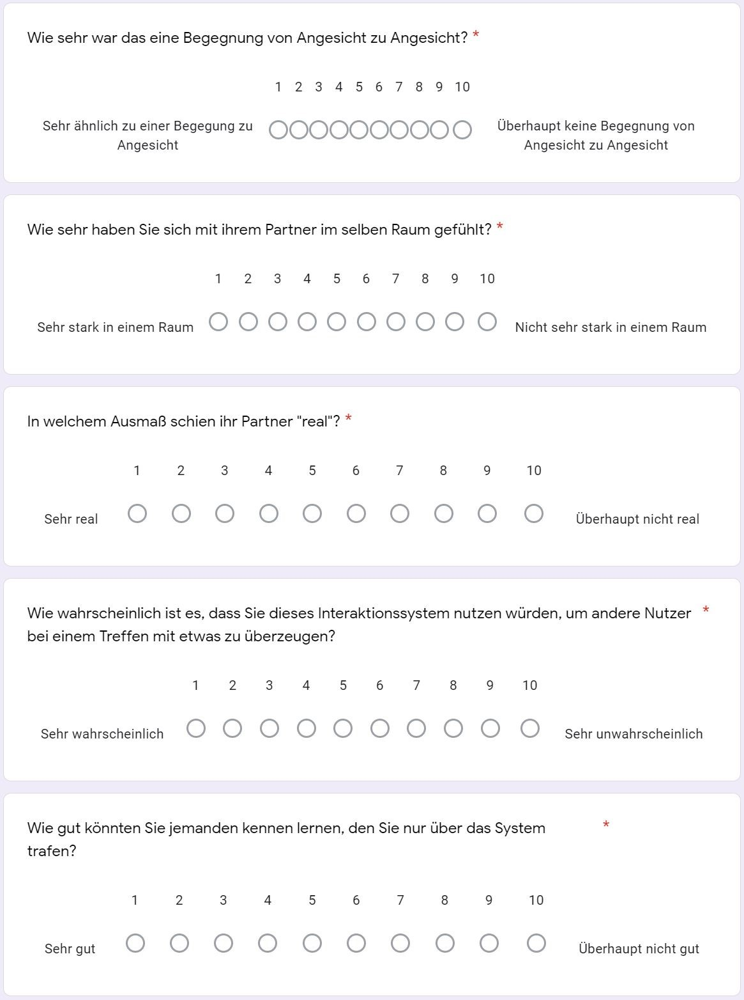 Wie sehr war das eine Begegnung von Angesicht zu Angesicht? *
1 2 3 4 5 6 7 8 9 10
Sehr ähnlich zu einer Begegung zu
Angesicht
Überhaupt keine Begegnung von
Angesicht zu Angesicht
Wie sehr haben Sie sich mit ihrem Partner im selben Raum gefühlt? *
1 2 3 4 5 6 7 8 9 10
Sehr stark in einem Raum
Nicht sehr stark in einem Raum
In welchem Ausmaß schien ihr Partner "real"? *
1 2 3 4 5 6 7 8 9 10
Sehr real
Überhaupt nicht real
Wie wahrscheinlich ist es, dass Sie dieses Interaktionssystem nutzen würden, um andere Nutzer *
bei einem Treffen mit etwas zu überzeugen?
1 2 3 4 5 6 7 8 9 10
Sehr wahrscheinlich
Sehr unwahrscheinlich
Wie gut könnten Sie jemanden kennen lernen, den Sie nur über das System *
trafen?
1 2 3 4 5 6 7 8 9 10
Sehr gut
Überhaupt nicht gut